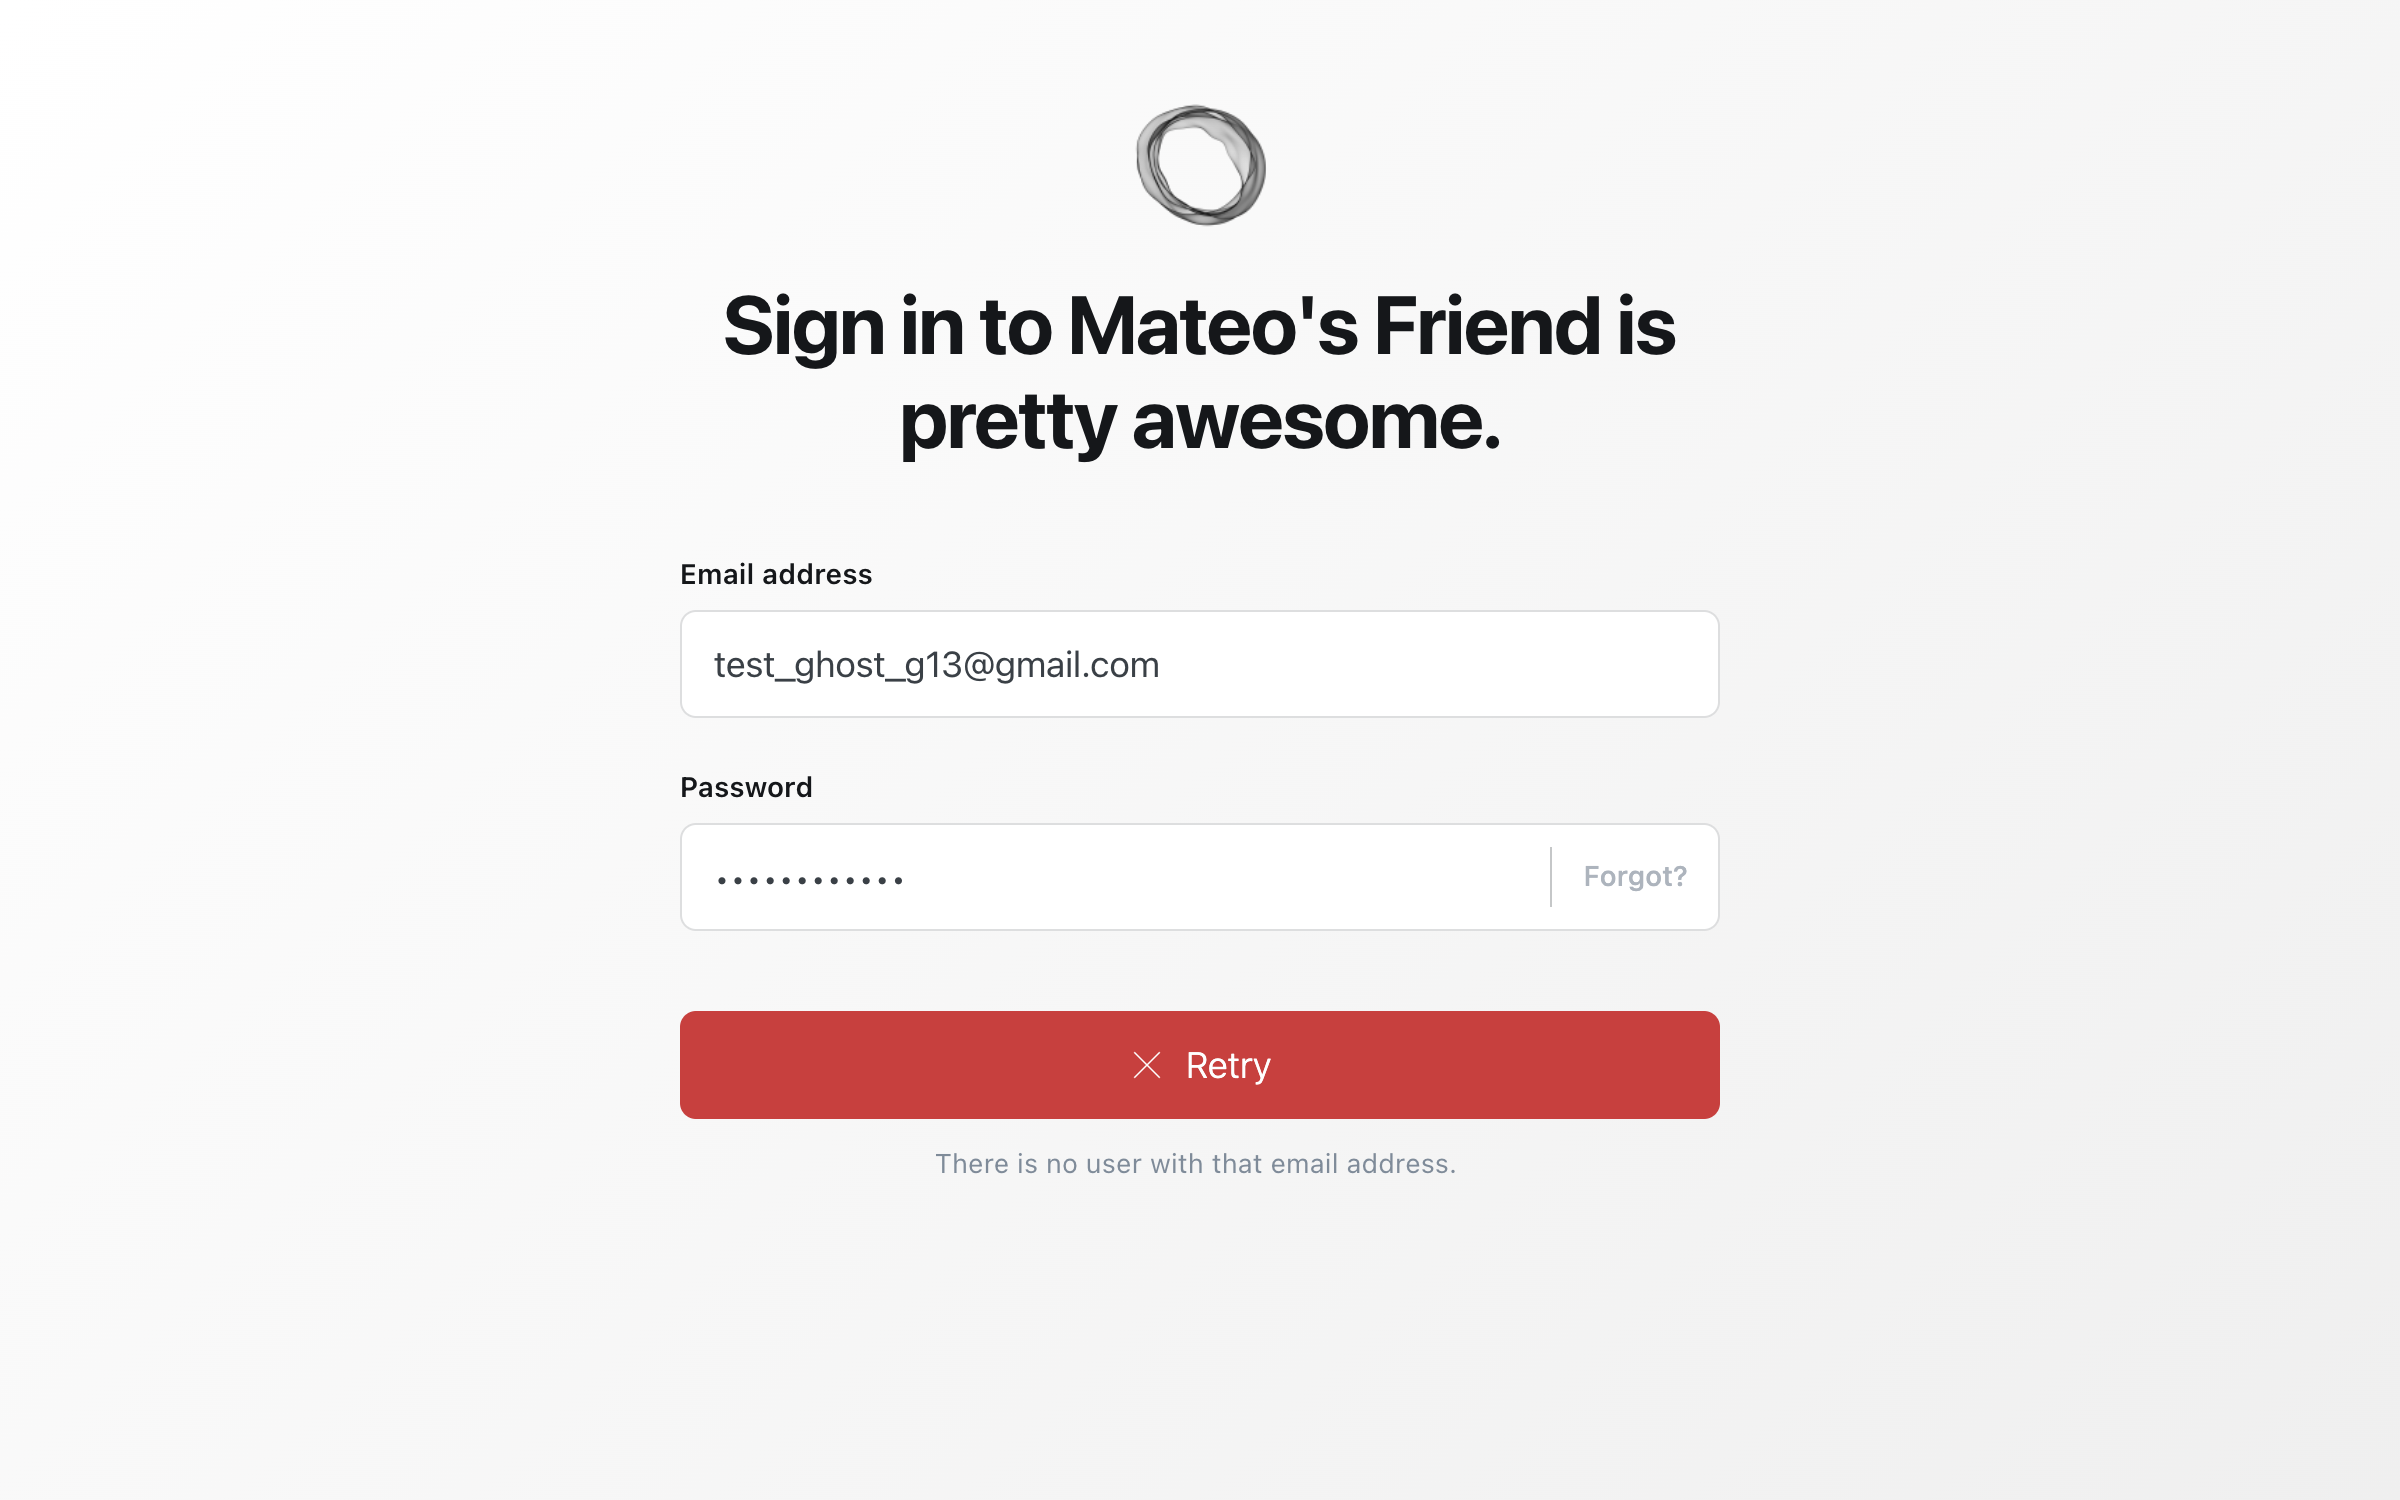 Sign in to Mateo's Friend is
pretty awesome.
Email address
test_ghost_g13@gmail.com
Password
••••••••••••
Forgot?
Retry
There is no user with that email address.